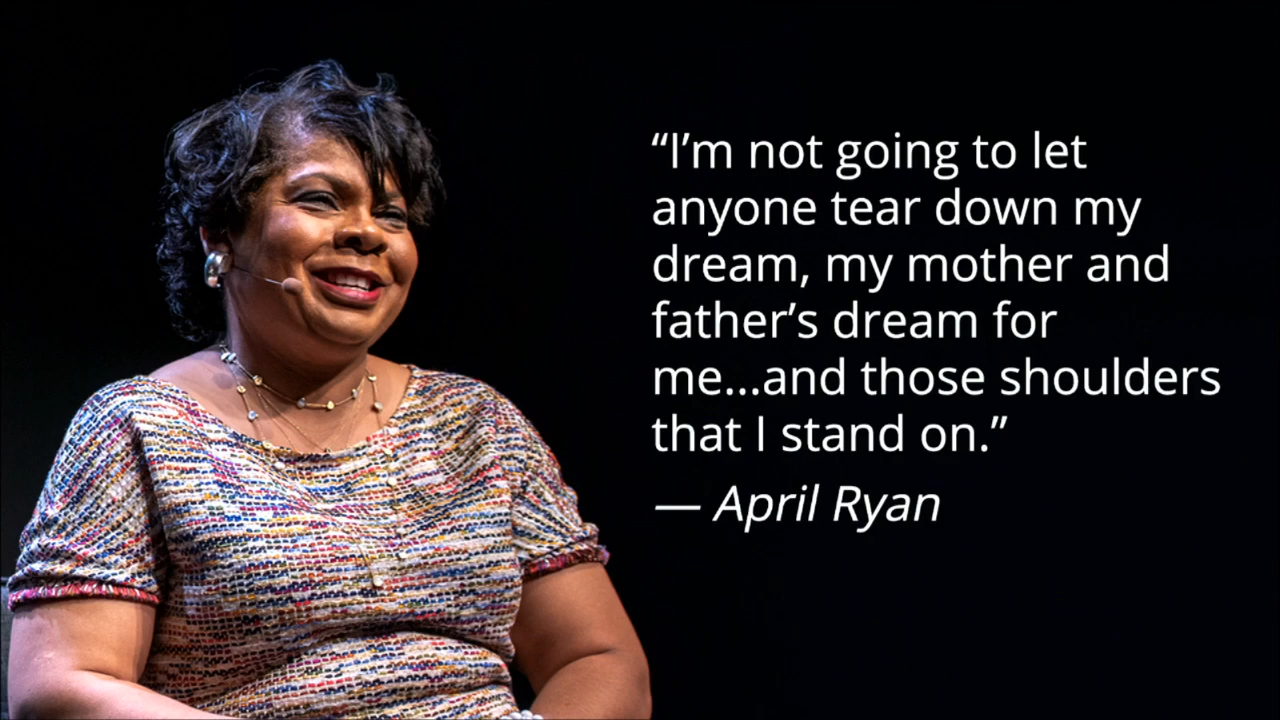 “I’m not going to let
anyone tear down my
dream, my mother and
father’s dream for
me...and those shoulders
that I stand on.”
— April Ryan